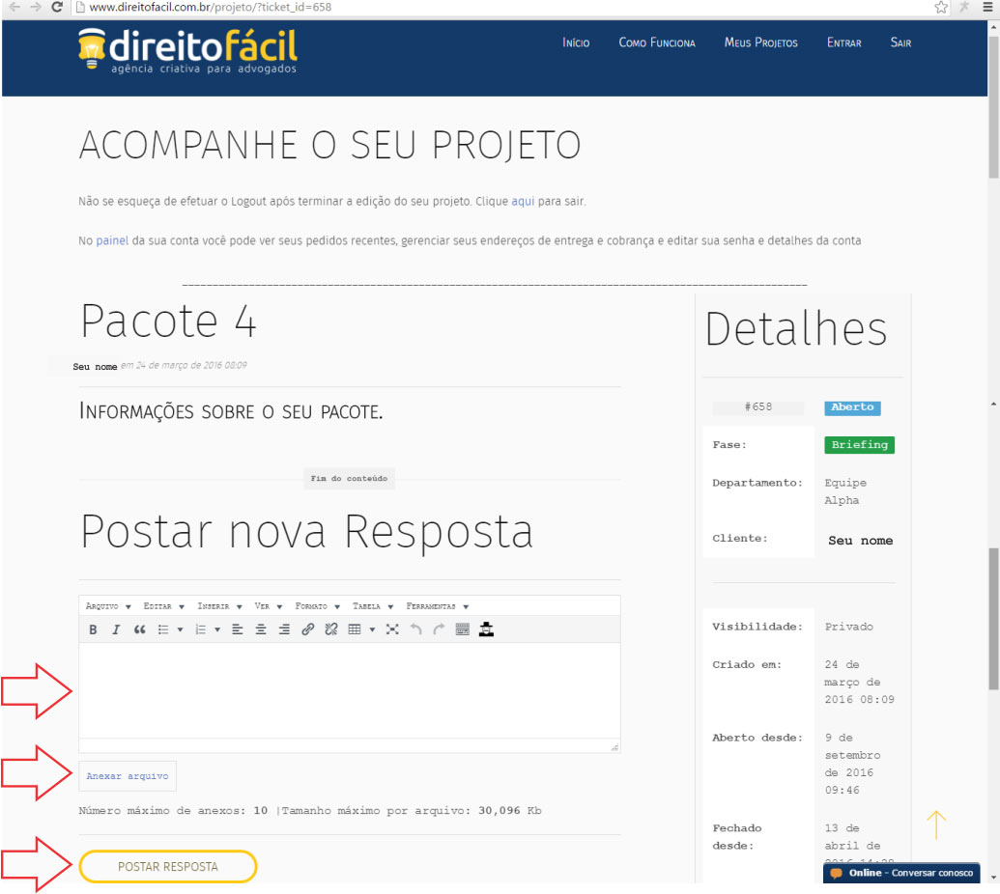 www.direitofacil.com.br/projeto/?ticket_id=658
direitofácil
agência criativa para advogados
Início Como Funciona Meus Projetos Entrar Sair
ACOMPANHE O SEU PROJETO
Não se esqueça de efetuar o Logout após terminar a edição do seu projeto. Clique aqui para sair.
No painel da sua conta você pode ver seus pedidos recentes, gerenciar seus endereços de entrega e cobrança e editar sua senha e detalhes da conta
Pacote 4
Seu nome em 24 de março de 2016 08:09
Informações sobre o seu pacote.
Fim do conteúdo
Postar nova Resposta
Arquivo Editar Inserir Ver Formato Tabela Ferramentas
Anexar arquivo
Número máximo de anexos: 10 |Tamanho máximo por arquivo: 30,096 Kb
POSTAR RESPOSTA
Detalhes
#658 Aberto
Fase: Briefing
Departamento: Equipe
Alpha
Cliente: Seu nome
Visibilidade: Privado
Criado em: 24 de
março de
2016 08:09
Aberto desde: 9 de
setembro
de 2016
09:46
Fechado 13 de
desde: abril de
Online - Conversar conosco